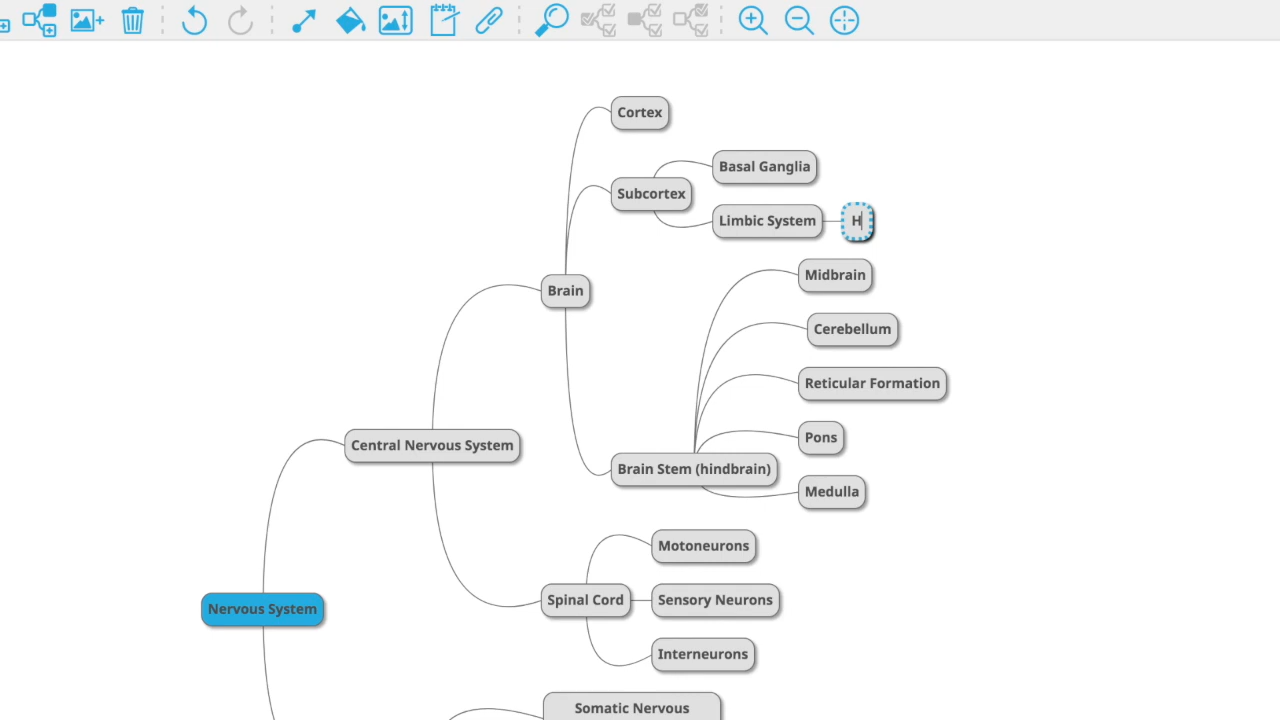 Cortex
Basal Ganglia
Subcortex
Limbic System
H
Midbrain
Brain
Cerebellum
Reticular Formation
Pons
Central Nervous System
Brain Stem (hindbrain)
Medulla
Motoneurons
Spinal Cord
Sensory Neurons
Nervous System
Interneurons
Somatic Nervous